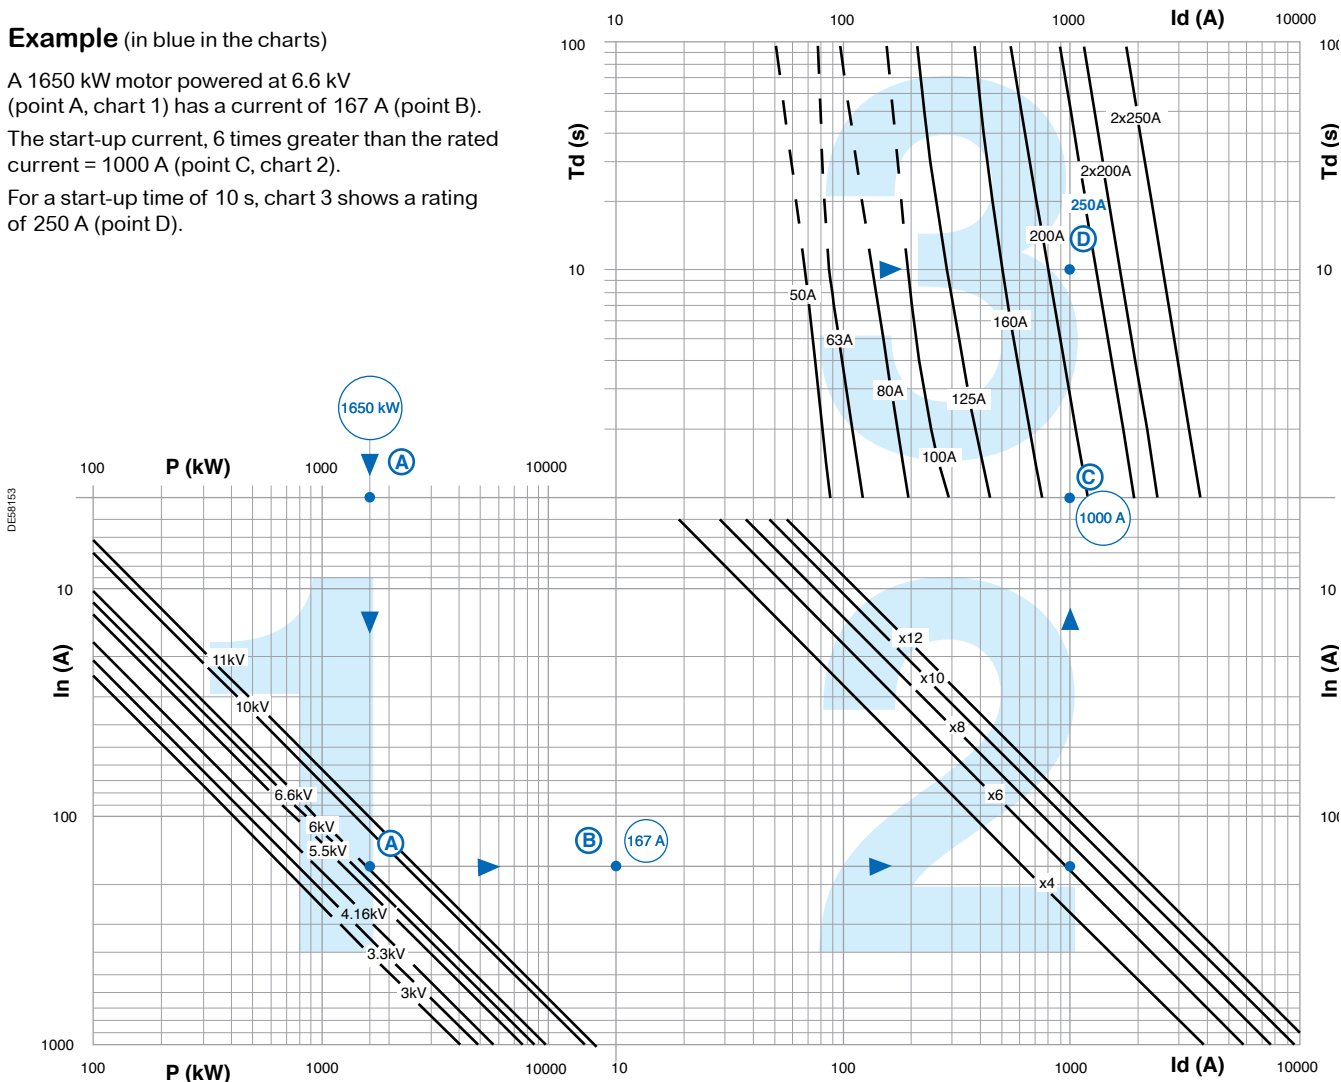 Example (in blue in the charts)
A 1650 kW motor powered at 6.6 kV
(point A, chart 1) has a current of 167 A (point B).
The start-up current, 6 times greater than the rated
current = 1000 A (point C, chart 2).
For a start-up time of 10 s, chart 3 shows a rating
of 250 A (point D).
10 100 1000 Id (A) 10000
100 100
Td (s) Td (s)
3
2x250A
2x200A
250A
200A D
10 10
50A
160A
63A
80A
125A
100A
1650 kW
A
100 P (kW) 1000 10000
C
1000 A
DE58153
1
2
10 10
In (A) In (A)
11kV
10kV
6.6kV
6kV
5.5kV
4.16kV
3.3kV
3kV
A
B 167 A
x12
x10
x8
x6
x4
100 100
1000
100 P (kW) 1000 10000 10 100 1000 Id (A) 10000